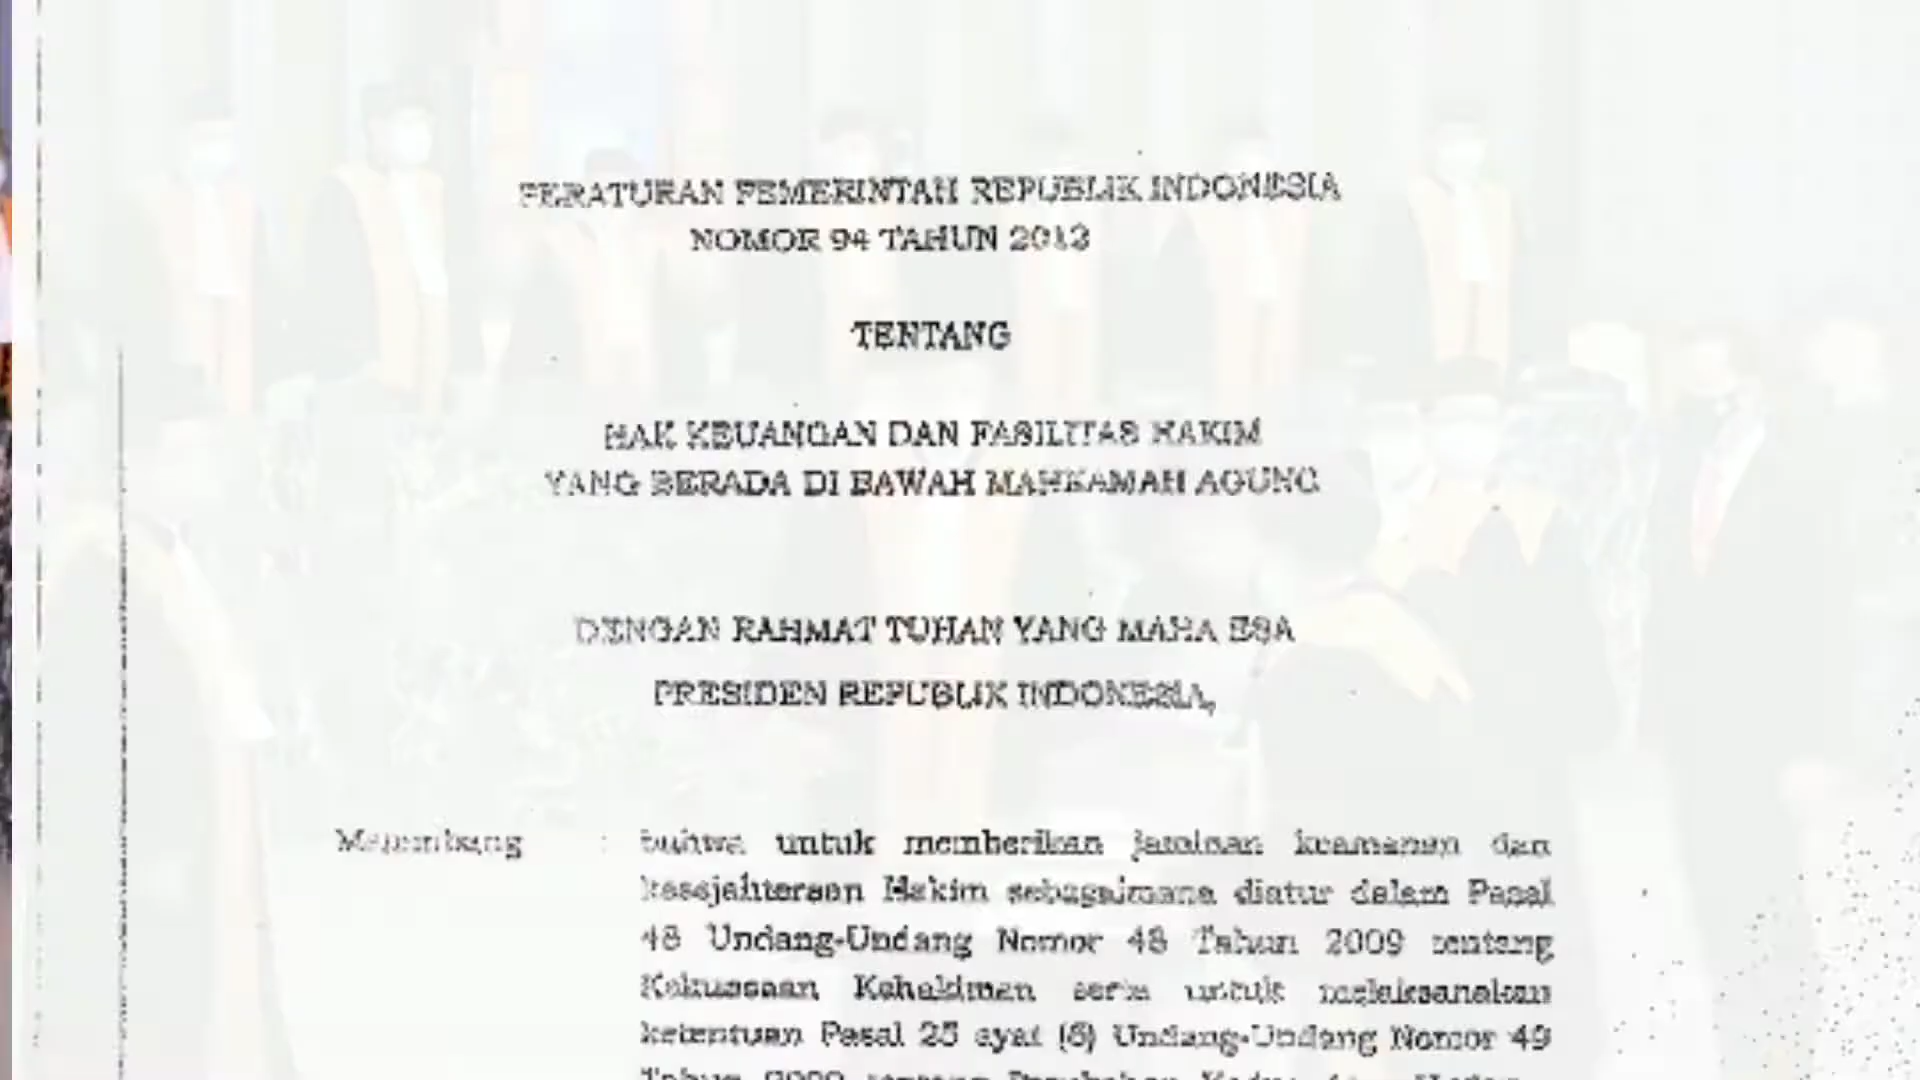 PERATURAN PEMERINTAH REPUBLIK INDONESIA
NOMOR 94 TAHUN 2012
TENTANG
HAK KEUANGAN DAN FASILITAS HAKIM
YANG BERADA DI BAWAH MAHKAMAH AGUNG
DENGAN RAHMAT TUHAN YANG MAHA ESA
PRESIDEN REPUBLIK INDONESIA,
Menimbang : bahwa untuk memberikan jaminan keamanan dan
kesejahteraan Hakim sebagaimana diatur dalam Pasal
48 Undang-Undang Nomor 48 Tahun 2009 tentang
Kekuasaan Kehakiman serta untuk melaksanakan
ketentuan Pasal 25 ayat (6) Undang-Undang Nomor 49